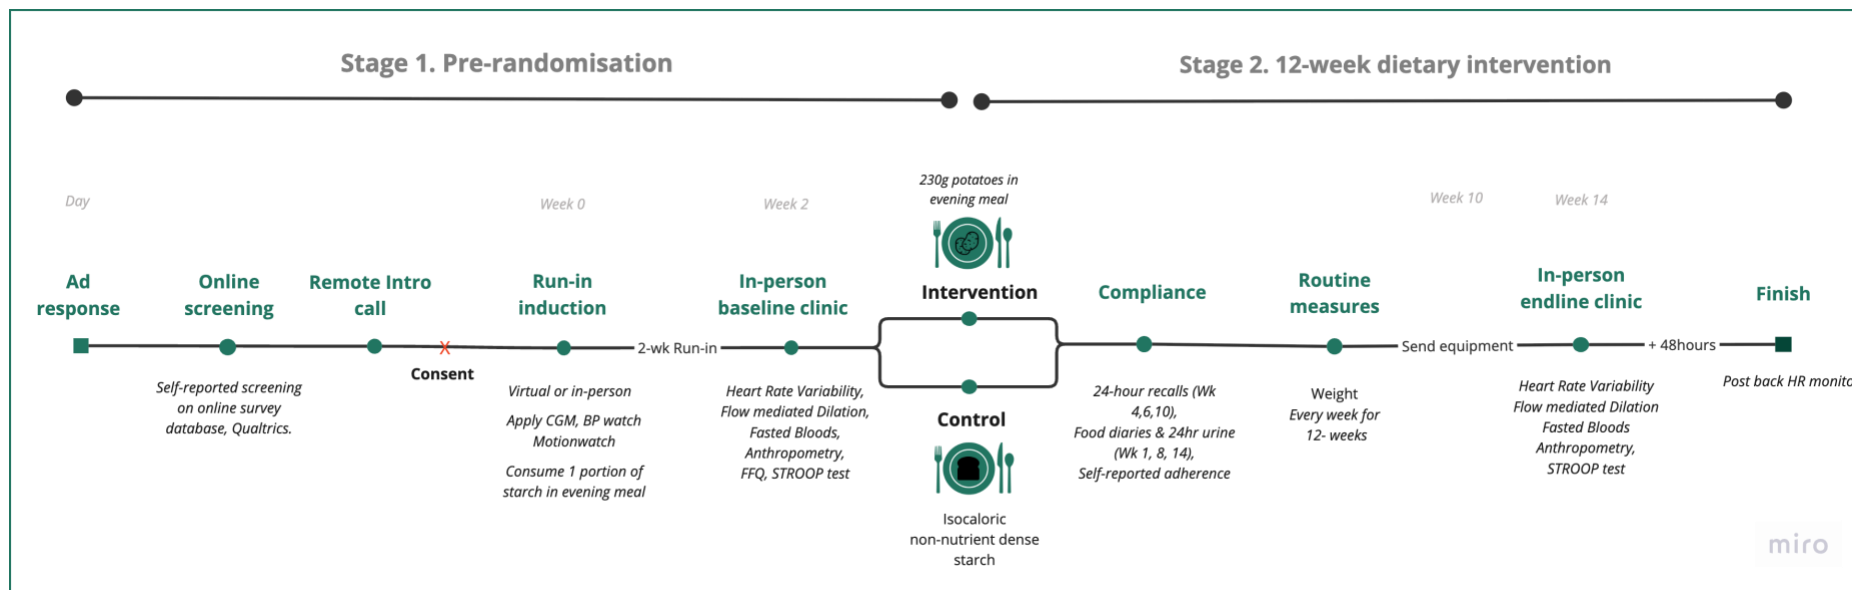 Stage 1. Pre-randomisation
Stage 2. 12-week dietary intervention
Day
Week 0
Week 2
230g potatoes in
evening meal
Week 10
Week 14
Ad
response
Online
screening
Remote Intro
call
Run-in
induction
In-person
baseline clinic
Intervention
Compliance
Routine
measures
In-person
endline clinic
Finish
X
Consent
2-wk Run-in
Send equipment
+ 48hours
Self-reported screening
on online survey
database, Qualtrics.
Virtual or in-person
Apply CGM, BP watch
Motionwatch
Consume 1 portion of
starch in evening meal
Heart Rate Variability,
Flow mediated Dilation,
Fasted Bloods,
Anthropometry,
FFQ, STROOP test
Control
Isocaloric
non-nutrient dense
starch
24-hour recalls (Wk
4,6,10),
Food diaries & 24hr urine
(Wk 1, 8, 14),
Self-reported adherence
Weight
Every week for
12- weeks
Heart Rate Variability
Flow mediated Dilation
Fasted Bloods
Anthropometry,
STROOP test
Post back HR monito
miro